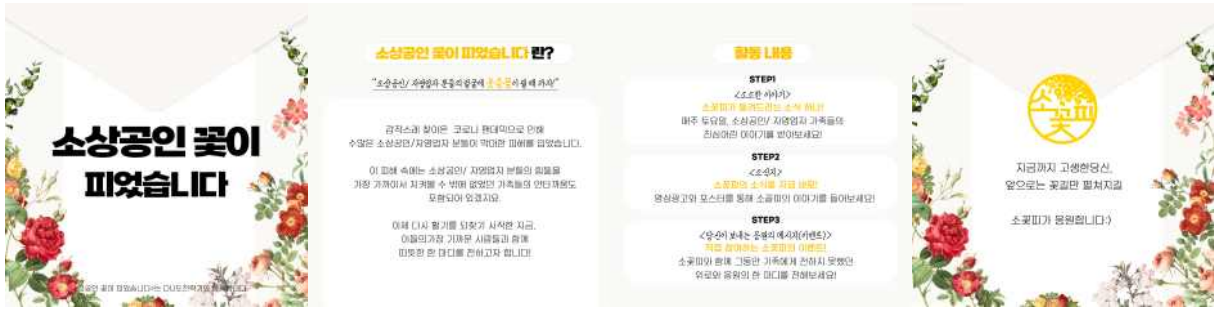 소상공인 꽃이
피었습니다
소상공인 꽃이 피었습니다 란?
"소상공인/ 자영업자 분들의 얼굴에 웃음꽃이 필 때 까지"
갑작스레 찾아온 코로나 팬데믹으로 인해
수많은 소상공인/자영업자 분들이 막대한 피해를 입었습니다.
이 피해 속에는 소상공인/ 자영업자 분들의 힘듦을
가장 가까이서 지켜볼 수 밖에 없었던 가족들의 안타까움도
포함되어 있겠지요.
이제 다시 활기를 되찾기 시작한 지금,
이들의가장 가까운 사람들과 함께
따뜻한 한 마디를 전하고자 합니다!
활동 내용
STEP1
<소소한 이야기>
소꽃피가 들려드리는 소식 하나!
매주 토요일, 소상공인/ 자영업자 가족들의
진심어린 이야기를 받아보세요!
STEP2
<소식지>
소꽃피의 소식을 지금 바로!
영상광고와 포스터를 통해 소꽃피의 이야기를 들어보세요!
STEP3
<당신이 보내는 응원의 메시지(이벤트)>
직접 참여하는 소꽃피의 이벤트!
소꽃피와 함께 그동안 가족에게 전하지 못했던
위로와 응원의 한 마디를 전해보세요!
소꽃피
지금까지 고생한당신,
앞으로는 꽃길만 펼쳐지길
소꽃피가 응원합니다:)